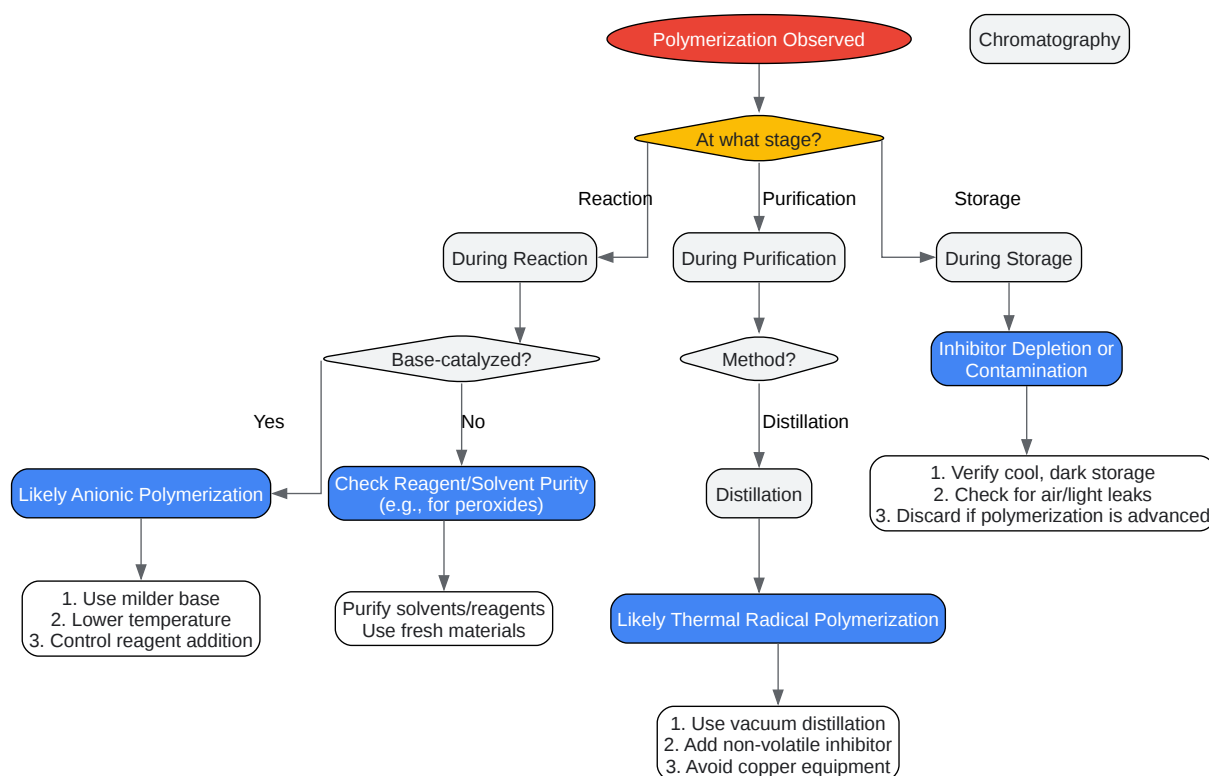 Polymerization Observed
Chromatography
At what stage?
Reaction
Purification
Storage
During Reaction
During Purification
During Storage
Base-catalyzed?
Method?
Inhibitor Depletion or
Contamination
Yes
No
Distillation
Likely Anionic Polymerization
Check Reagent/Solvent Purity
(e.g., for peroxides)
Distillation
1. Verify cool, dark storage
2. Check for air/light leaks
3. Discard if polymerization is advanced
1. Use milder base
2. Lower temperature
3. Control reagent addition
Purify solvents/reagents
Use fresh materials
Likely Thermal Radical Polymerization
1. Use vacuum distillation
2. Add non-volatile inhibitor
3. Avoid copper equipment